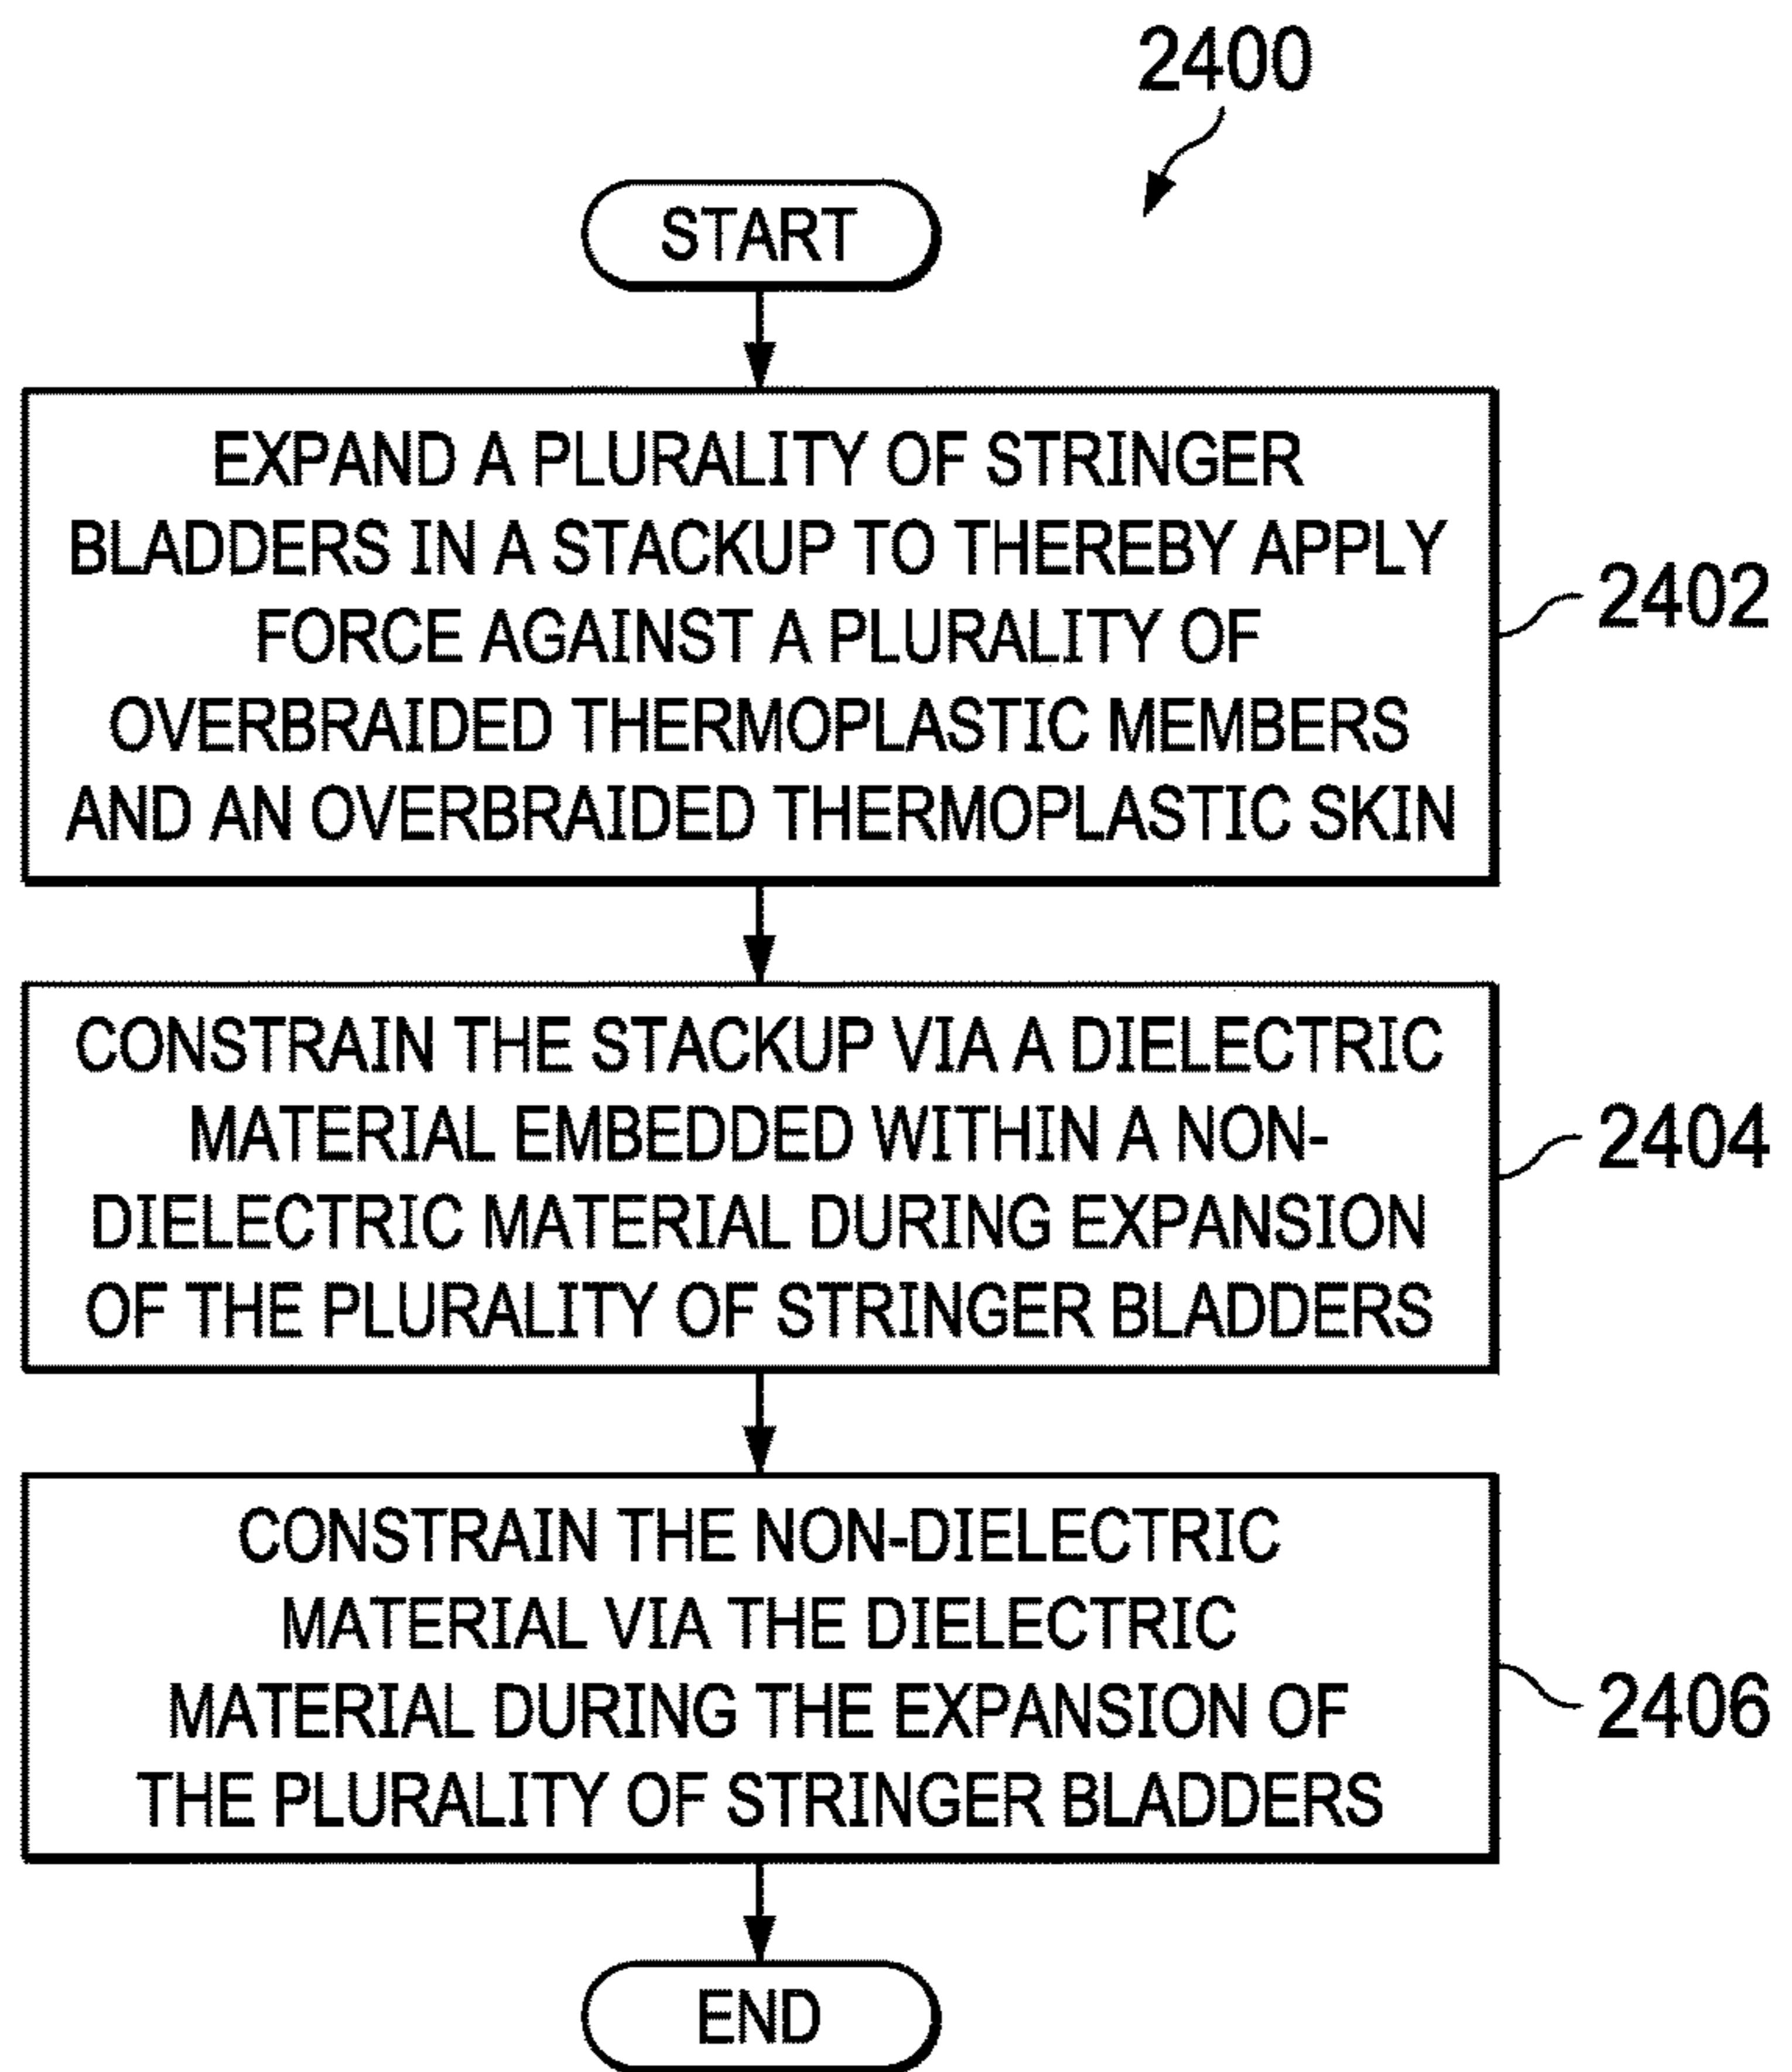 2400
START
EXPAND A PLURALITY OF STRINGER
BLADDERS IN A STACKUP TO THEREBY APPLY
FORCE AGAINST A PLURALITY OF
OVERBRAIDED THERMOPLASTIC MEMBERS
AND AN OVERBRAIDED THERMOPLASTIC SKIN
2402
CONSTRAIN THE STACKUP VIA A DIELECTRIC
MATERIAL EMBEDDED WITHIN A NON-
DIELECTRIC MATERIAL DURING EXPANSION
OF THE PLURALITY OF STRINGER BLADDERS
2404
CONSTRAIN THE NON-DIELECTRIC
MATERIAL VIA THE DIELECTRIC
MATERIAL DURING THE EXPANSION OF
THE PLURALITY OF STRINGER BLADDERS
2406
END